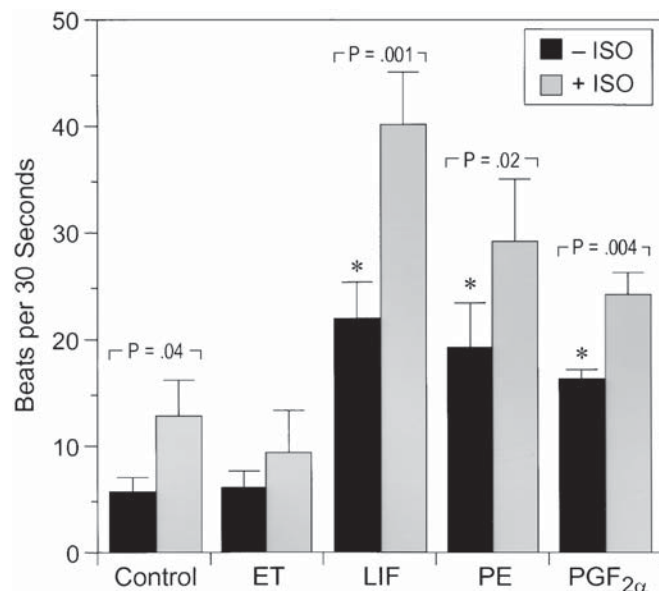 50
40
30
20
10
0
Beats per 30 Seconds
– ISO
+ ISO
P = .001
P = .02
P = .004
P = .04
*
*
*
Control ET LIF PE PGF2α